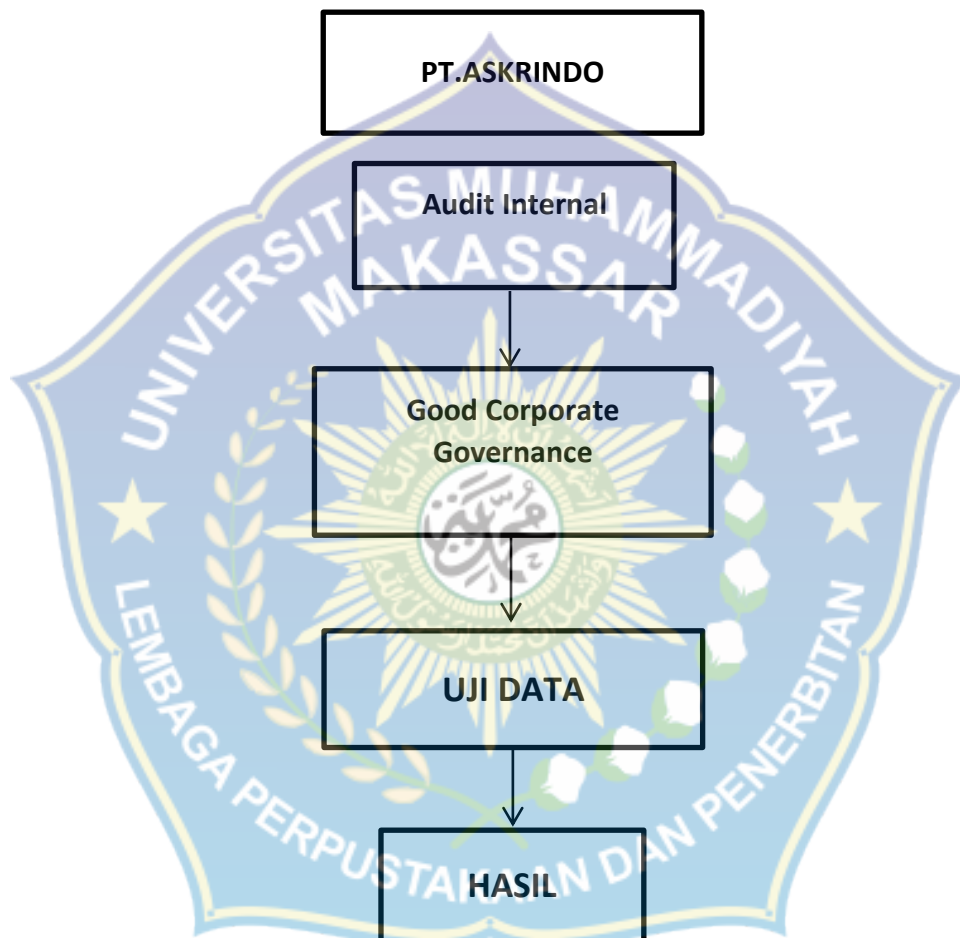 PT.ASKRINDO
Audit Internal
UNIVERSITAS MUHAMMADIYAH
MAKASSAR
Good Corporate
Governance
UJI DATA
HASIL
LEMBAGA PERPUSTAKAAN DAN PENERBITAN